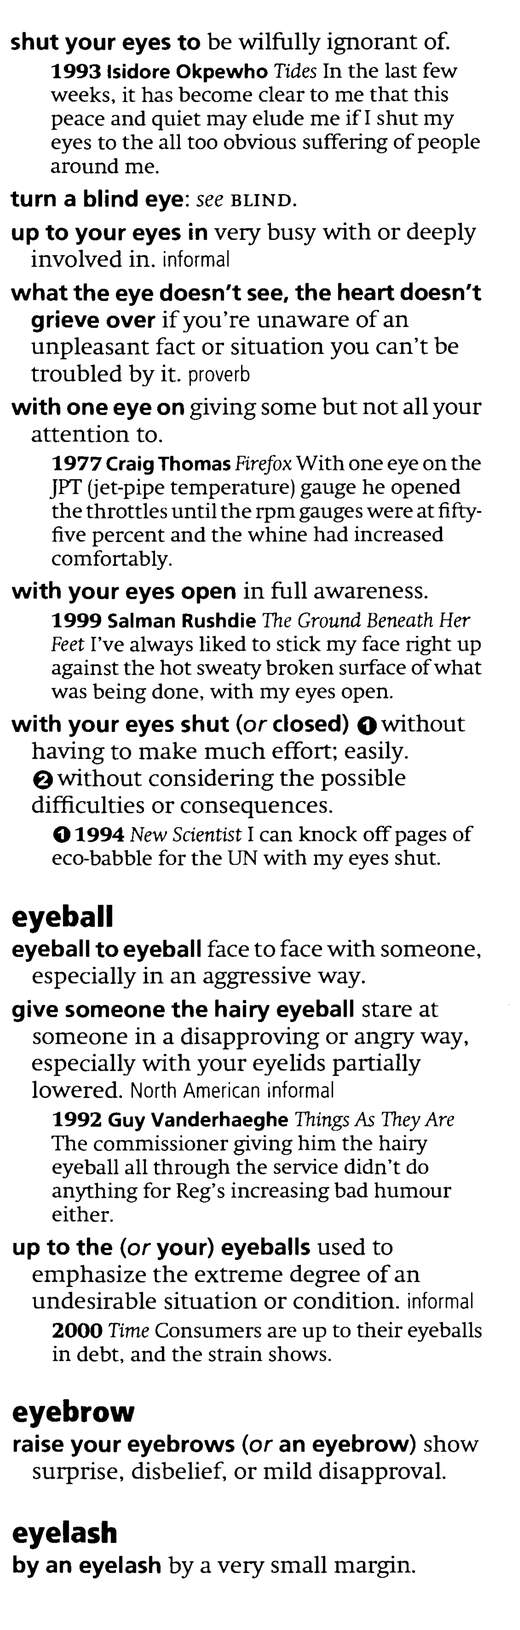 shut your eyes to be wilfully ignorant of.
1993 Isidore Okpewho Tides In the last few
weeks, it has become clear to me that this
peace and quiet may elude me if I shut my
eyes to the all too obvious suffering of people
around me.
turn a blind eye: see BLIND.
up to your eyes in very busy with or deeply
involved in. informal
what the eye doesn't see, the heart doesn't
grieve over if you're unaware of an
unpleasant fact or situation you can't be
troubled by it. proverb
with one eye on giving some but not all your
attention to.
1977 Craig Thomas Firefox With one eye on the
JPT (jet-pipe temperature) gauge he opened
the throttles until the rpm gauges were at fifty-
five percent and the whine had increased
comfortably.
with your eyes open in full awareness.
1999 Salman Rushdie The Ground Beneath Her
Feet I've always liked to stick my face right up
against the hot sweaty broken surface of what
was being done, with my eyes open.
with your eyes shut (or closed) ❶ without
having to make much effort; easily.
❷ without considering the possible
difficulties or consequences.
❶ 1994 New Scientist I can knock off pages of
eco-babble for the UN with my eyes shut.
eyeball
eyeball to eyeball face to face with someone,
especially in an aggressive way.
give someone the hairy eyeball stare at
someone in a disapproving or angry way,
especially with your eyelids partially
lowered. North American informal
1992 Guy Vanderhaeghe Things As They Are
The commissioner giving him the hairy
eyeball all through the service didn't do
anything for Reg's increasing bad humour
either.
up to the (or your) eyeballs used to
emphasize the extreme degree of an
undesirable situation or condition. informal
2000 Time Consumers are up to their eyeballs
in debt, and the strain shows.
eyebrow
raise your eyebrows (or an eyebrow) show
surprise, disbelief, or mild disapproval.
eyelash
by an eyelash by a very small margin.